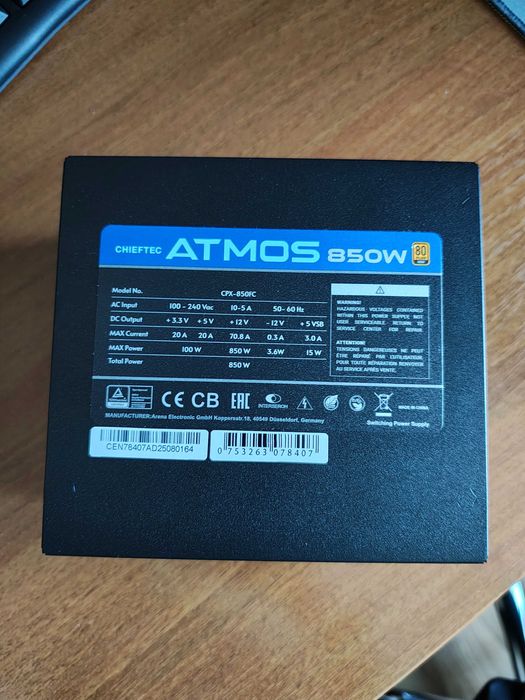 CHIEFTEC ATMOS 850W 80
Model No. CPX-850FC
AC Input 100 - 240 Vac 10-5 A 50- 60 Hz
DC Output + 3.3 V + 5 V + 12 V - 12 V + 5 VSB
MAX Current 20 A 20 A 70.8 A 0.3 A 3.0 A
MAX Power 100 W 850 W 3.6W 15 W
Total Power 850 W
WARNING!
HAZARDOUS VOLTAGES CONTAINED
WITHIN THIS POWER SUPPLY NOT
USER SERVICEABLE. RETURN TO
SERVICE CENTER FOR REPAIR.
ATTENTION!
TENSIONS DANGEREUSES NE PEUT
ÊTRE RÉPARÉ PAR L'UTILISATEUR.
POUR TOUTE RÉPARATION RENVOYEZ
AU SERVICE APRÈS VENTE.
CE CB EAC INTERSERON MADE IN CHINA
Switching Power Supply
MANUFACTURER:Arena Electronic GmbH Koppersstr.18, 40549 Düsseldorf, Germany
CEN78407AD25080164
0 753263 078407